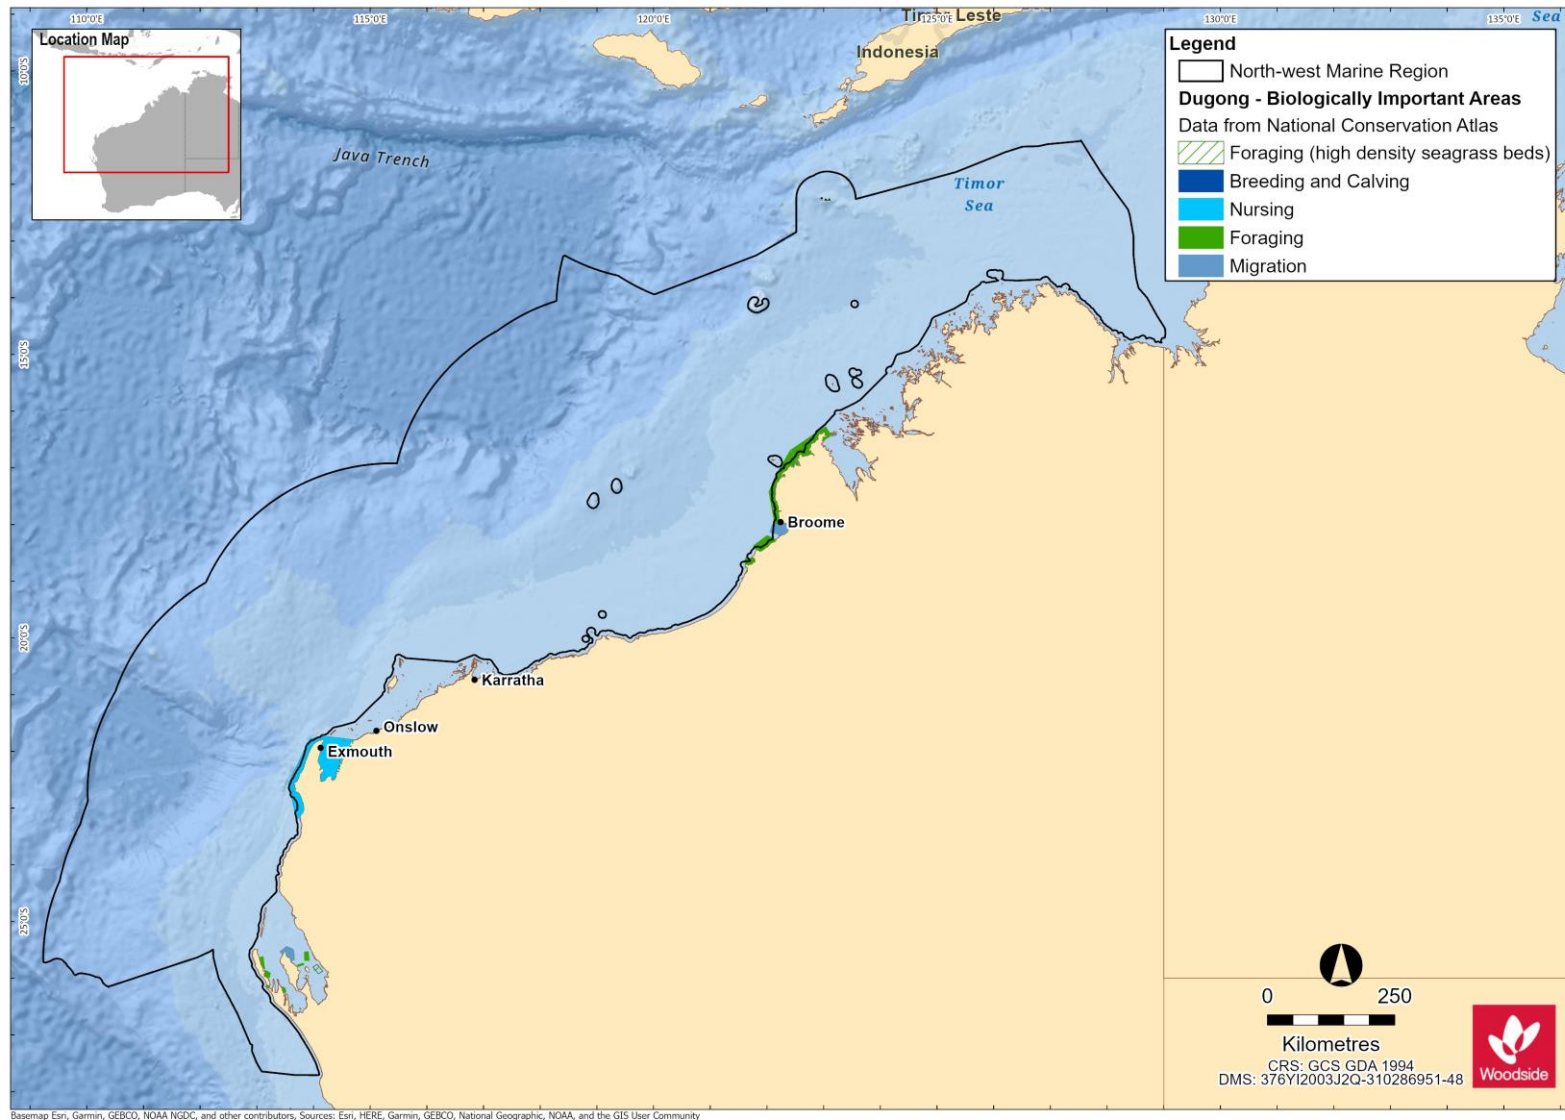 110°0'E
115°0'E
120°0'E
125°0'E
130°0'E
135°0'E
Sea
Timor Leste
Indonesia
Location Map
10°0'S
15°0'S
20°0'S
25°0'S
Java Trench
Timor
Sea
Legend
North-west Marine Region
Dugong - Biologically Important Areas
Data from National Conservation Atlas
Foraging (high density seagrass beds)
Breeding and Calving
Nursing
Foraging
Migration
Broome
Karratha
Onslow
Exmouth
0 250
Kilometres
CRS: GCS GDA 1994
DMS: 376YI2003J2Q-310286951-48
Woodside
Basemap Esri, Garmin, GEBCO, NOAA NGDC, and other contributors, Sources: Esri, HERE, Garmin, GEBCO, National Geographic, NOAA, and the GIS User Community